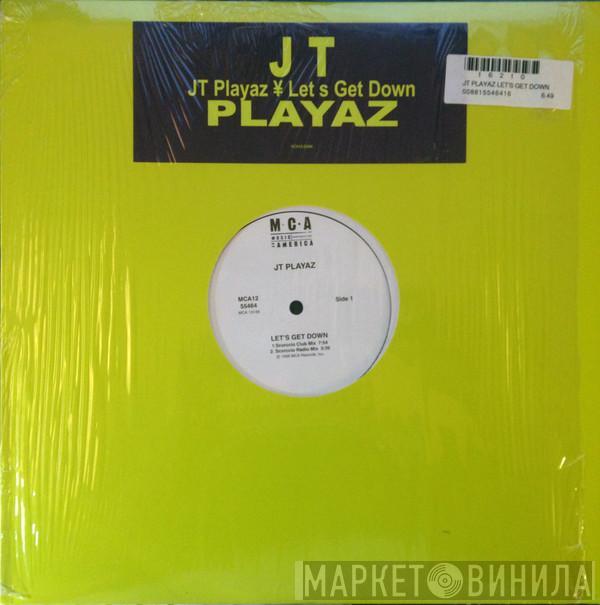 J T
JT Playaz ¥ Let s Get Down
PLAYAZ
16210
JT PLAYAZ LET'S GET DOWN
008815546416 6.49
M·C·A
MUSIC
AMERICA
JT PLAYAZ
MCA12
55464
Side 1
LET'S GET DOWN
1 Scorccio Club Mix 7:54
2. Scorccio Radio Mix 3:39
МАРКЕТ ВИНИЛА